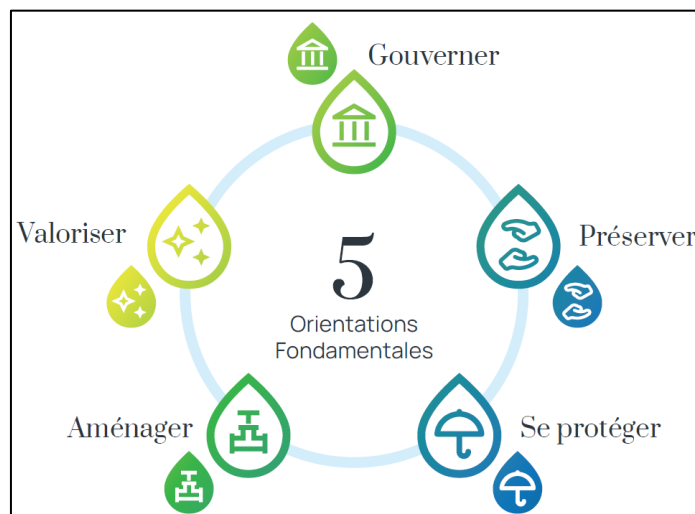 Gouverner
Valoriser
Préserver
5
Orientations
Fondamentales
Aménager
Se protéger